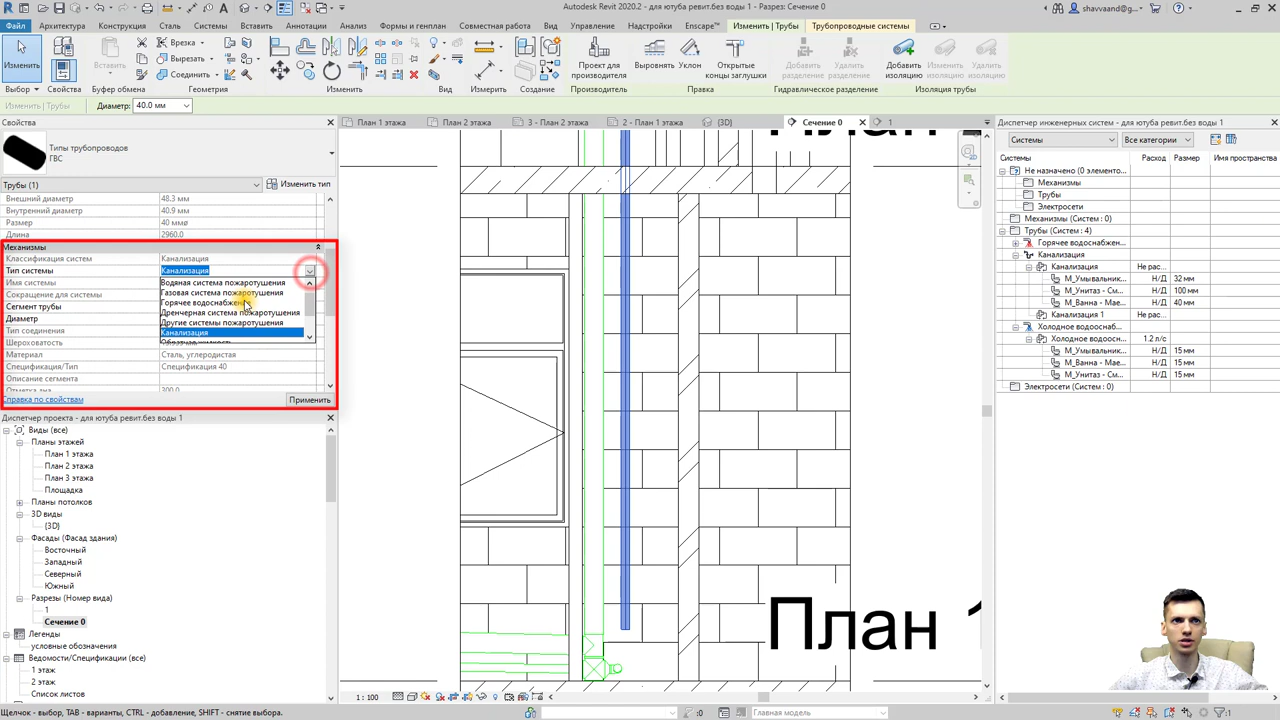 Autodesk Revit 2020.2 - для ютуба ревит.без воды 1 - Разрез: Сечение 0
shavvaand@g...
Файл Архитектура Конструкция Сталь Системы Вставить Аннотации Анализ Формы и генплан Совместная работа Вид Управление Надстройки Enscape™ Изменить | Трубы Трубопроводные системы
Изменить
Вставить
Врезка
Вырезать
Соединить
Проект для производителя
Выровнять
Уклон
Открытые концы заглушки
Добавить разделение
Удалить разделение
Добавить изоляцию
Изменить изоляцию
Удалить изоляцию
Выбор Свойства Буфер обмена Геометрия Изменить Вид Измерить Создание Производитель Правка Гидравлическое разделение Изоляция трубы
Изменить | Трубы Диаметр: 40.0 мм
Свойства
План 1 этажа План 2 этажа 3 - План 2 этажа 2 - План 1 этажа {3D} Сечение 0 1
Типы трубопроводов
ГВС
Трубы (1) Изменить тип
Внешний диаметр 48.3 мм
Внутренний диаметр 40.9 мм
Размер 40 ммø
Длина 2960.0
Механизмы
Классификация систем Канализация
Тип системы Канализация
Имя системы
Сокращение для системы
Сегмент трубы
Диаметр
Тип соединения
Водяная система пожаротушения
Газовая система пожаротушения
Горячее водоснабжение
Дренчерная система пожаротушения
Другие системы пожаротушения
Канализация
Обратная жидкость
Шероховатость
Материал Сталь, углеродистая
Спецификация/Тип Спецификация 40
Описание сегмента
Отметка дна 300.0
Справка по свойствам Применить
Диспетчер проекта - для ютуба ревит.без воды 1
Виды (все)
Планы этажей
План 1 этажа
План 2 этажа
План 3 этажа
Площадка
Планы потолков
3D виды
{3D}
Фасады (Фасад здания)
Восточный
Западный
Северный
Южный
Разрезы (Номер вида)
1
Сечение 0
Легенды
условные обозначения
Ведомости/Спецификации (все)
1 этаж
2 этаж
Список листов
План 1
1 : 100
Диспетчер инженерных систем - для ютуба ревит.без воды 1
Системы Все категории
Системы Расход Размер Имя пространства
Не назначено (0 элементо
Механизмы
Трубы
Электросети
Механизмы (Систем : 0)
Трубы (Систем : 4)
Горячее водоснабжен
Канализация
Канализация Не рас...
М_Умывальник... Н/Д 32 мм
М_Унитаз - См... Н/Д 100 мм
М_Ванна - Мае... Н/Д 40 мм
Канализация 1 Не рас...
Холодное водооснаб
Холодное водоосн... 1.2 л/с
М_Умывальник... Н/Д 15 мм
М_Ванна - Мае... Н/Д 15 мм
М_Унитаз - См... Н/Д 15 мм
Электросети (Систем : 0)
Щелчок - выбор, TAB - варианты, CTRL - добавление, SHIFT - снятие выбора.
:0 Главная модель :1